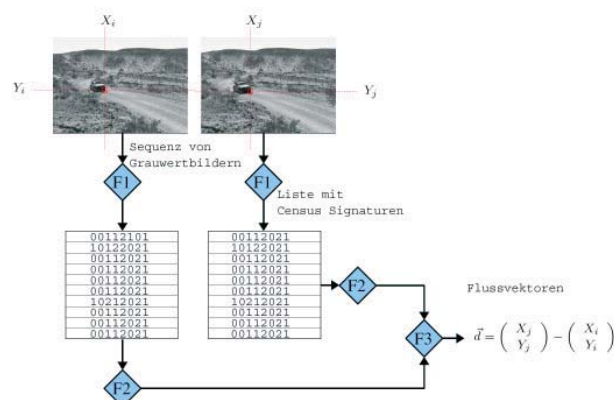 X_i X_j
Y_i Y_j
Sequenz von
Grauwertbildern
F1 F1
Liste mit
Census Signaturen
00112101
10122021
00112021
00112021
00112021
00112021
10212021
00112021
00112021
00112021
00112021
10122021
00112021
00112021
00112021
00112021
10212021
00112021
00112021
00112021
F2
Flussvektoren
F3
d⃗ = ( X_j Y_j ) − ( X_i Y_i )
F2